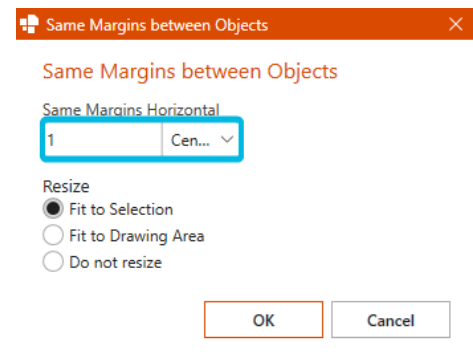 Same Margins between Objects
Same Margins between Objects
Same Margins Horizontal
1 Cen...
Resize
Fit to Selection
Fit to Drawing Area
Do not resize
OK Cancel